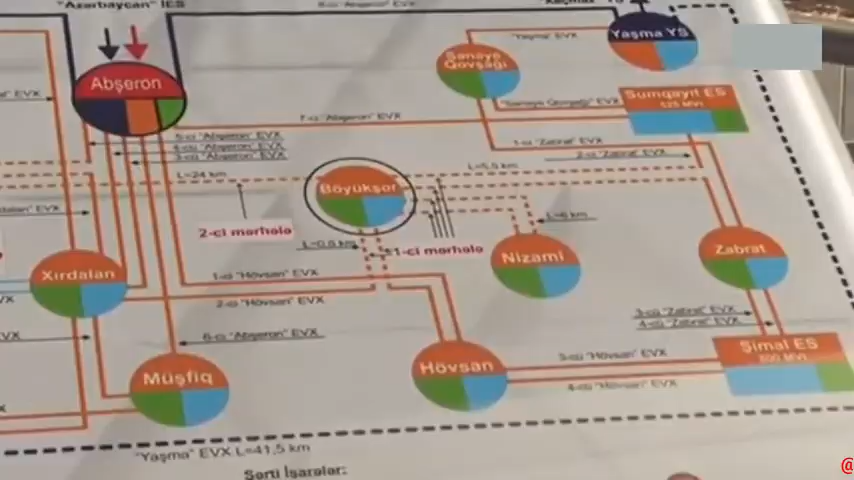 "Azərbaycan" İES
Yaşma YS
"Yaşma" EVX
Sənaye
Qovşağı
Abşeron
Sumqayıt ES
525 MVt
"Sənaye Qovşağı" EVX
7-ci "Abşeron" EVX
5-ci "Abşeron" EVX
4-cü "Abşeron" EVX
3-cü "Abşeron" EVX
1-ci "Zabrat" EVX
2-ci "Zabrat" EVX
L=5,5 km
L=24 km
Böyükşor
L=6 km
2-ci mərhələ
L=0,5 km
1-ci mərhələ
Nizami
Zabrat
Xırdalan
1-ci "Hövsan" EVX
2-ci "Hövsan" EVX
3-cü "Zabrat" EVX
4-cü "Zabrat" EVX
6-cı "Abşeron" EVX
Şimal ES
800 MVt
Müşfiq
Hövsan
3-cü "Hövsan" EVX
4-cü "Hövsan" EVX
"Yaşma" EVX L=41,5 km
Şərti İşarələr:
@